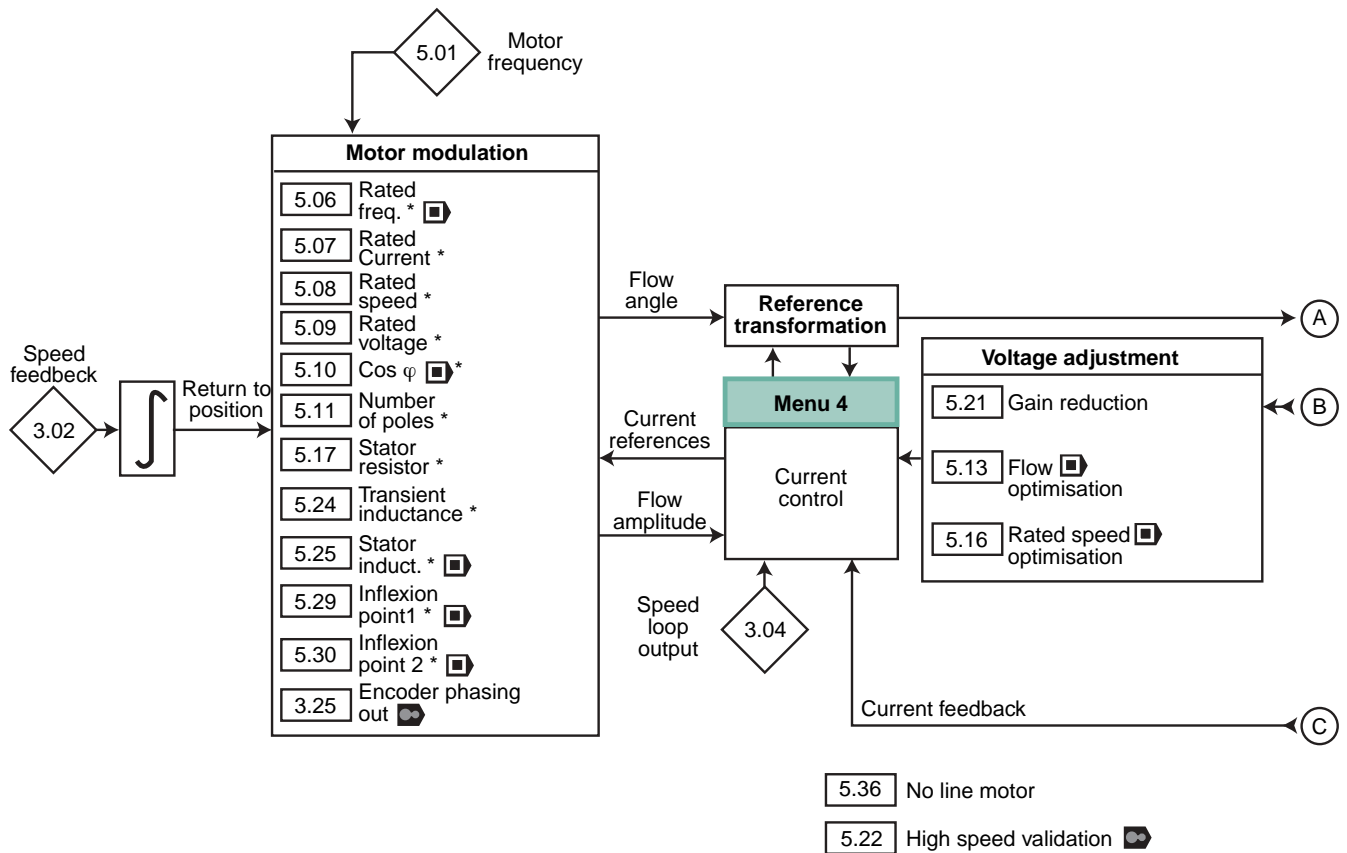 5.01
Motor
frequency
Motor modulation
5.06 Rated
freq. *
5.07 Rated
Current *
5.08 Rated
speed *
5.09 Rated
voltage *
5.10 Cos φ *
5.11 Number
of poles *
5.17 Stator
resistor *
5.24 Transient
inductance *
5.25 Stator
induct. *
5.29 Inflexion
point1 *
5.30 Inflexion
point 2 *
3.25 Encoder phasing
out
Speed
feedbeck
3.02
Return to
position
Flow
angle
Reference
transformation
A
Menu 4
Current
references
Current
control
Flow
amplitude
Voltage adjustment
5.21 Gain reduction
5.13 Flow
optimisation
5.16 Rated speed
optimisation
B
Speed
loop
output
3.04
Current feedback
C
5.36 No line motor
5.22 High speed validation